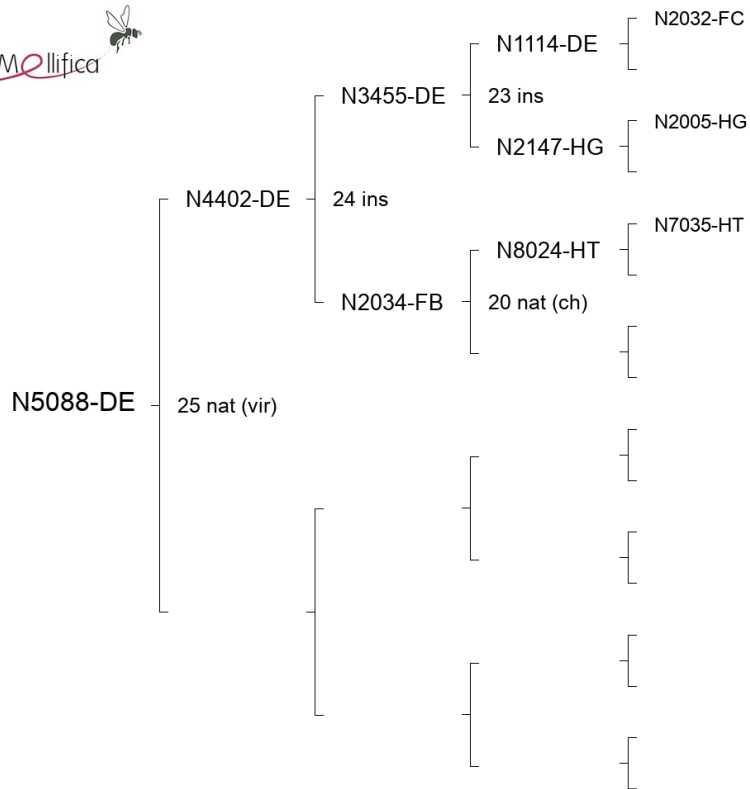 Mellifica
N2032-FC
N1114-DE
N3455-DE
23 ins
N2005-HG
N2147-HG
N4402-DE
24 ins
N7035-HT
N8024-HT
N2034-FB
20 nat (ch)
N5088-DE
25 nat (vir)